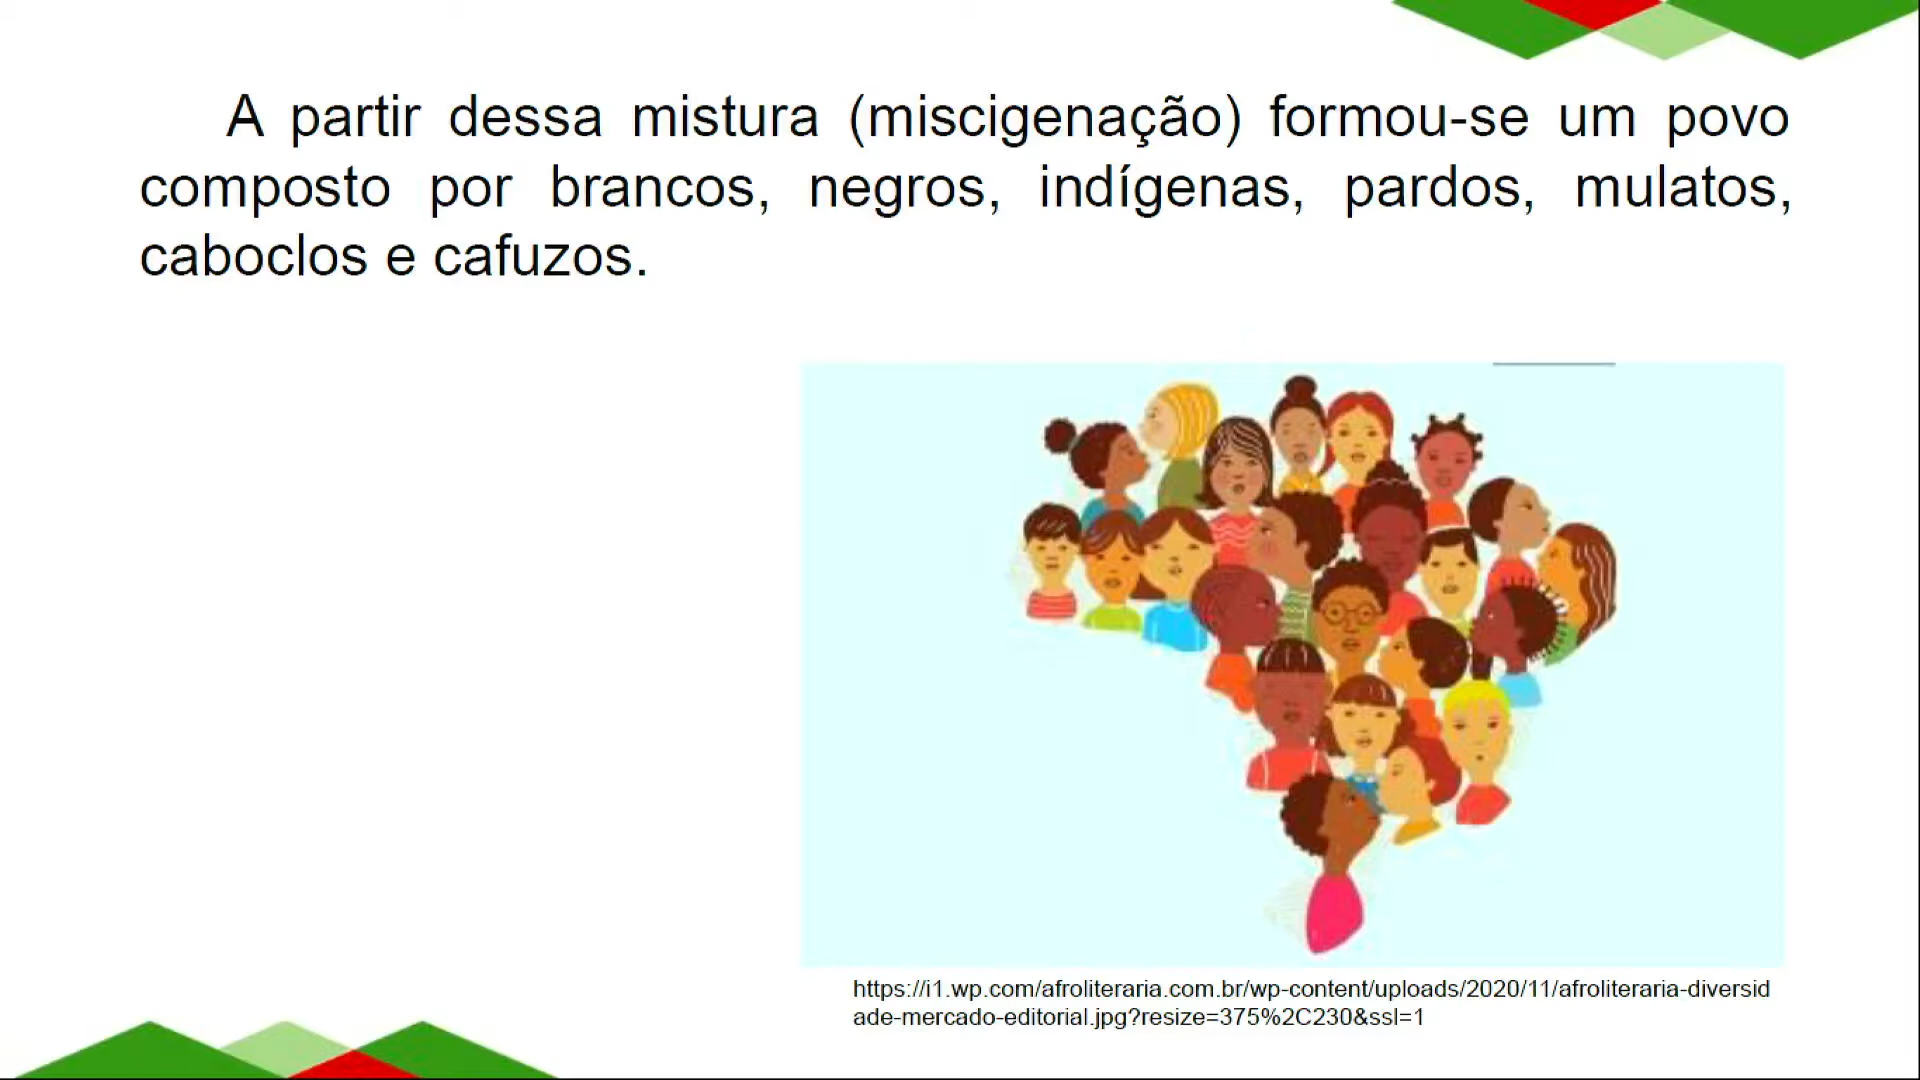 A partir dessa mistura (miscigenação) formou-se um povo
composto por brancos, negros, indígenas, pardos, mulatos,
caboclos e cafuzos.
https://i1.wp.com/afroliteraria.com.br/wp-content/uploads/2020/11/afroliteraria-diversid
ade-mercado-editorial.jpg?resize=375%2C230&ssl=1